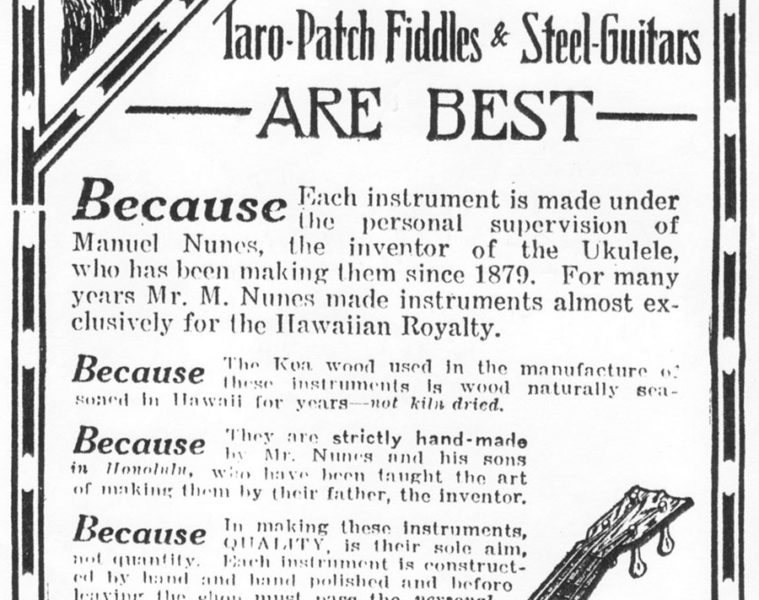 Taro-Patch Fiddles & Steel-Guitars
ARE BEST
Because Each instrument is made under
the personal supervision of
Manuel Nunes, the inventor of the Ukulele,
who has been making them since 1879. For many
years Mr. M. Nunes made instruments almost ex-
clusively for the Hawaiian Royalty.
Because The Koa wood used in the manufacture of
these instruments is wood naturally sea-
soned in Hawaii for years—not kiln dried.
Because They are strictly hand-made
by Mr. Nunes and his sons
in Honolulu, who have been taught the art
of making them by their father, the inventor.
Because In making these instruments,
QUALITY, is their sole aim,
not quantity. Each instrument is construct-
ed by hand and hand polished and before
leaving the shop must pass the personal